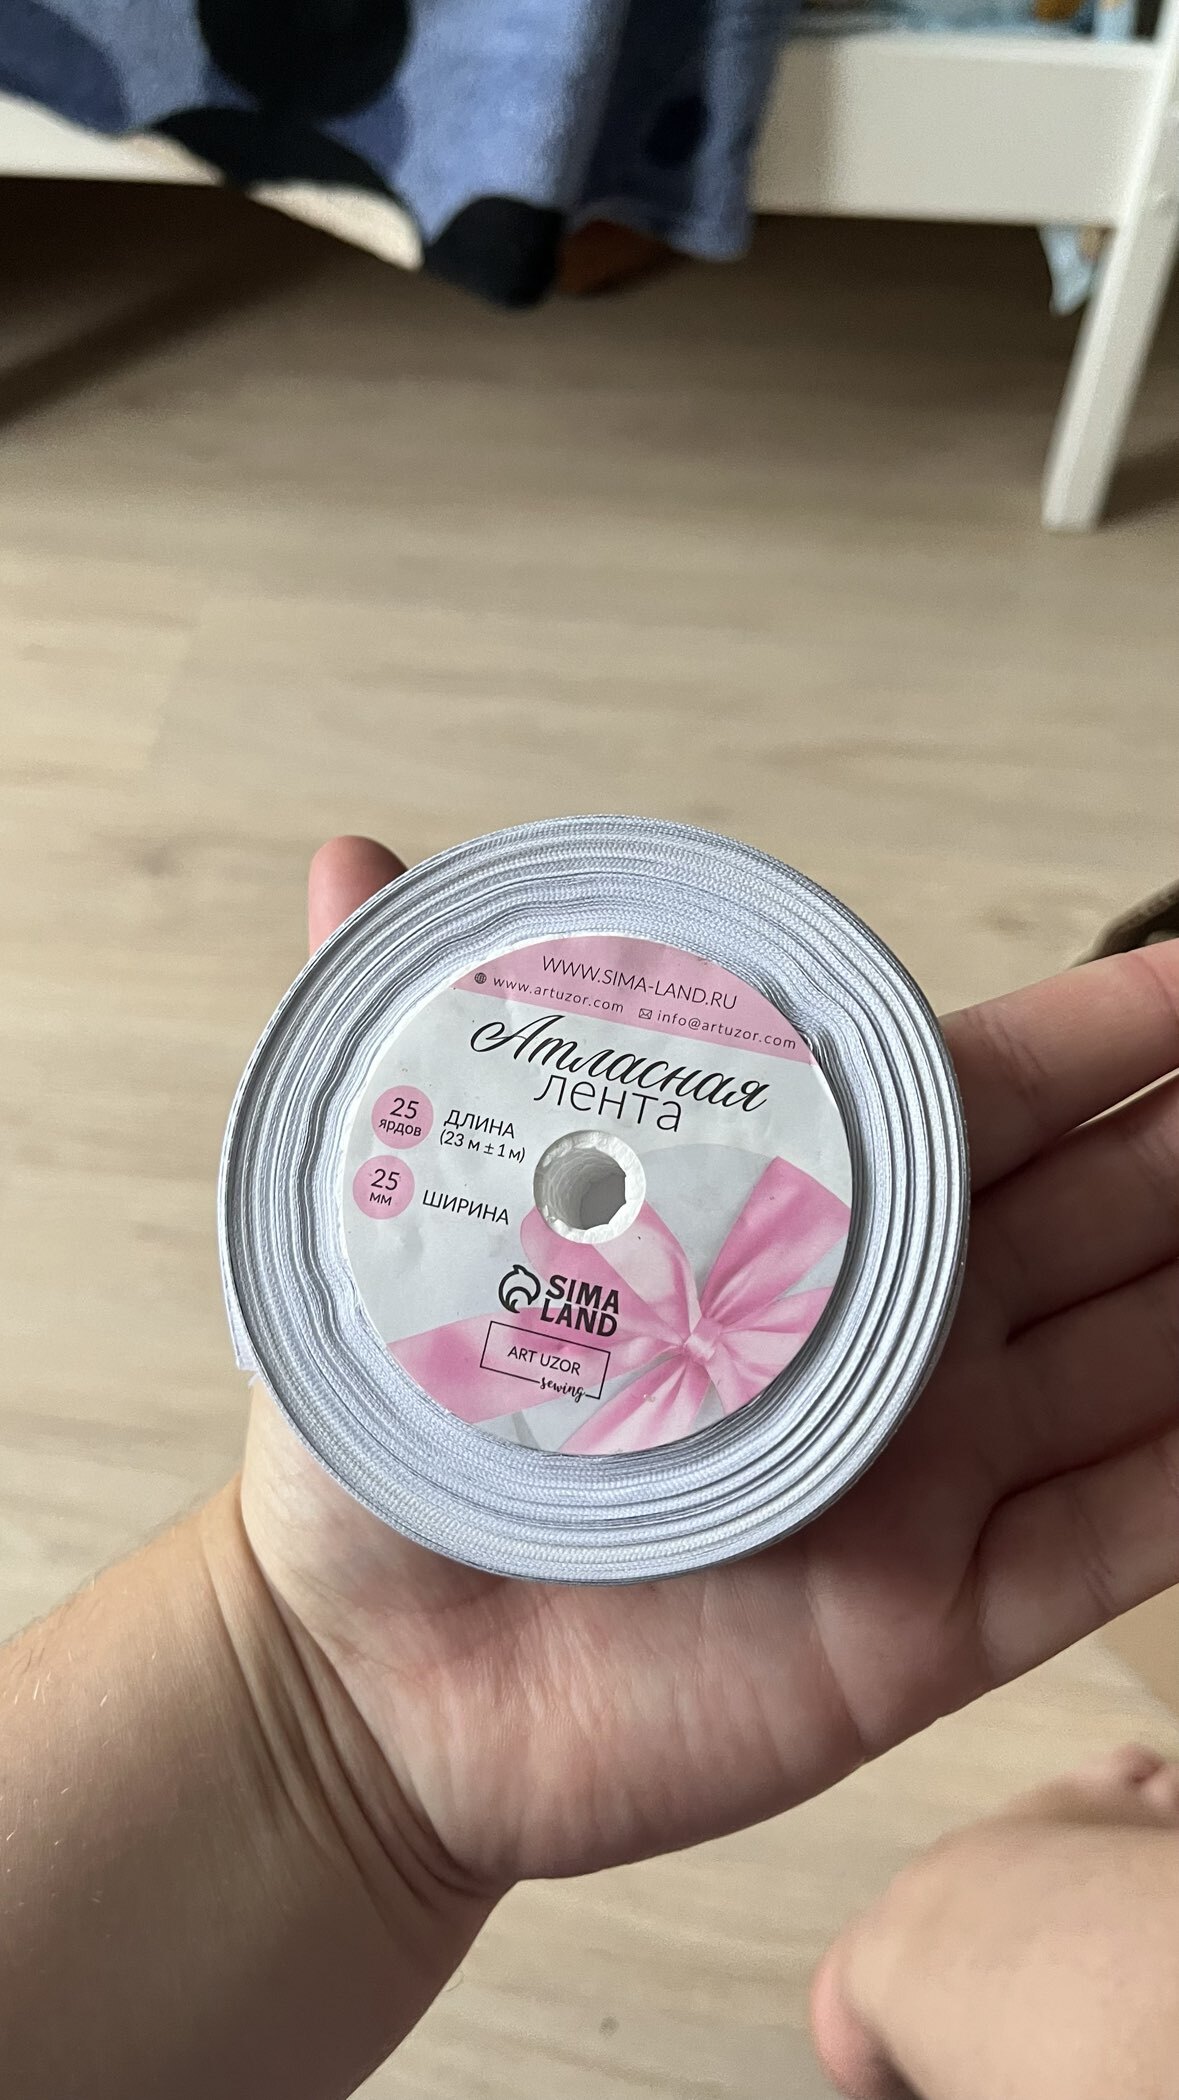 WWW.SIMA-LAND.RU
www.artuzor.com info@artuzor.com
Атласная
лента
25
ярдов
ДЛИНА
(23 м ± 1 м)
25
мм
ШИРИНА
SIMA
LAND
ART UZOR
sewing